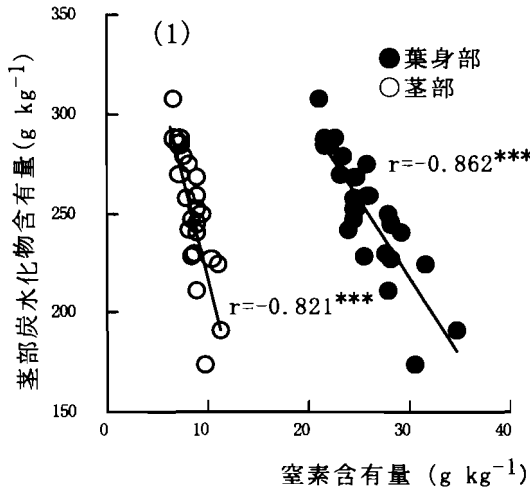 (1)
●葉身部
○茎部
茎部炭水化物含有量(g kg⁻¹)
350
300
250
200
150
r=-0.862***
r=-0.821***
0
10
20
30
40
窒素含有量 (g kg⁻¹)